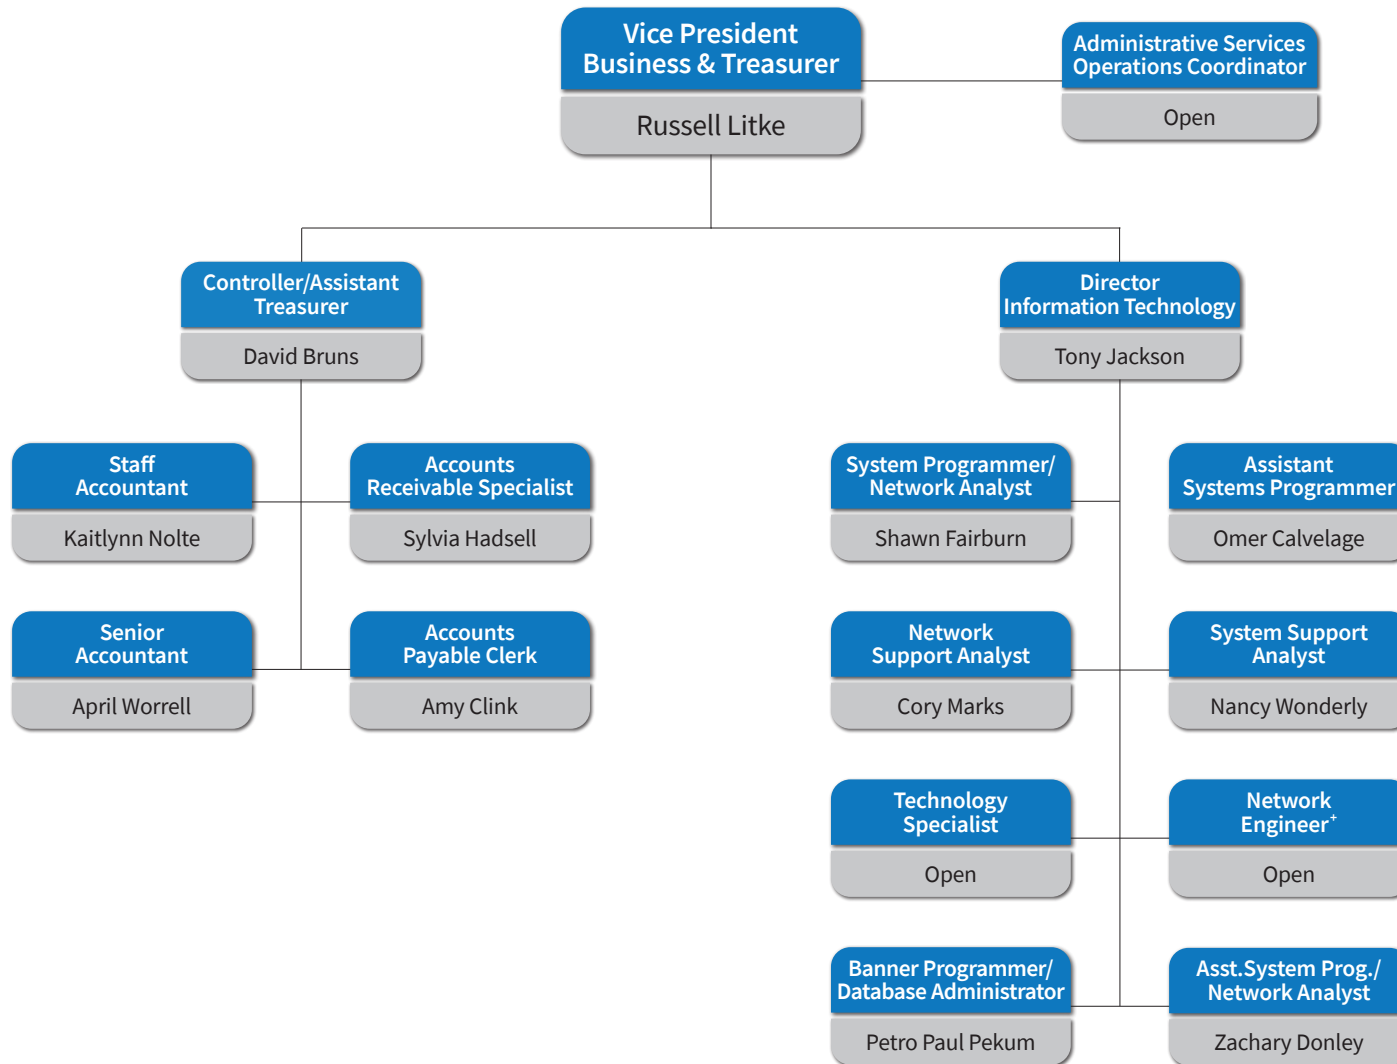 Vice President
Business & Treasurer
Russell Litke
Administrative Services
Operations Coordinator
Open
Controller/Assistant
Treasurer
David Bruns
Director
Information Technology
Tony Jackson
Staff
Accountant
Kaitlynn Nolte
Accounts
Receivable Specialist
Sylvia Hadsell
System Programmer/
Network Analyst
Shawn Fairburn
Assistant
Systems Programmer
Omer Calvelage
Senior
Accountant
April Worrell
Accounts
Payable Clerk
Amy Clink
Network
Support Analyst
Cory Marks
System Support
Analyst
Nancy Wonderly
Technology
Specialist
Open
Network
Engineer+
Open
Banner Programmer/
Database Administrator
Petro Paul Pekum
Asst.System Prog./
Network Analyst
Zachary Donley